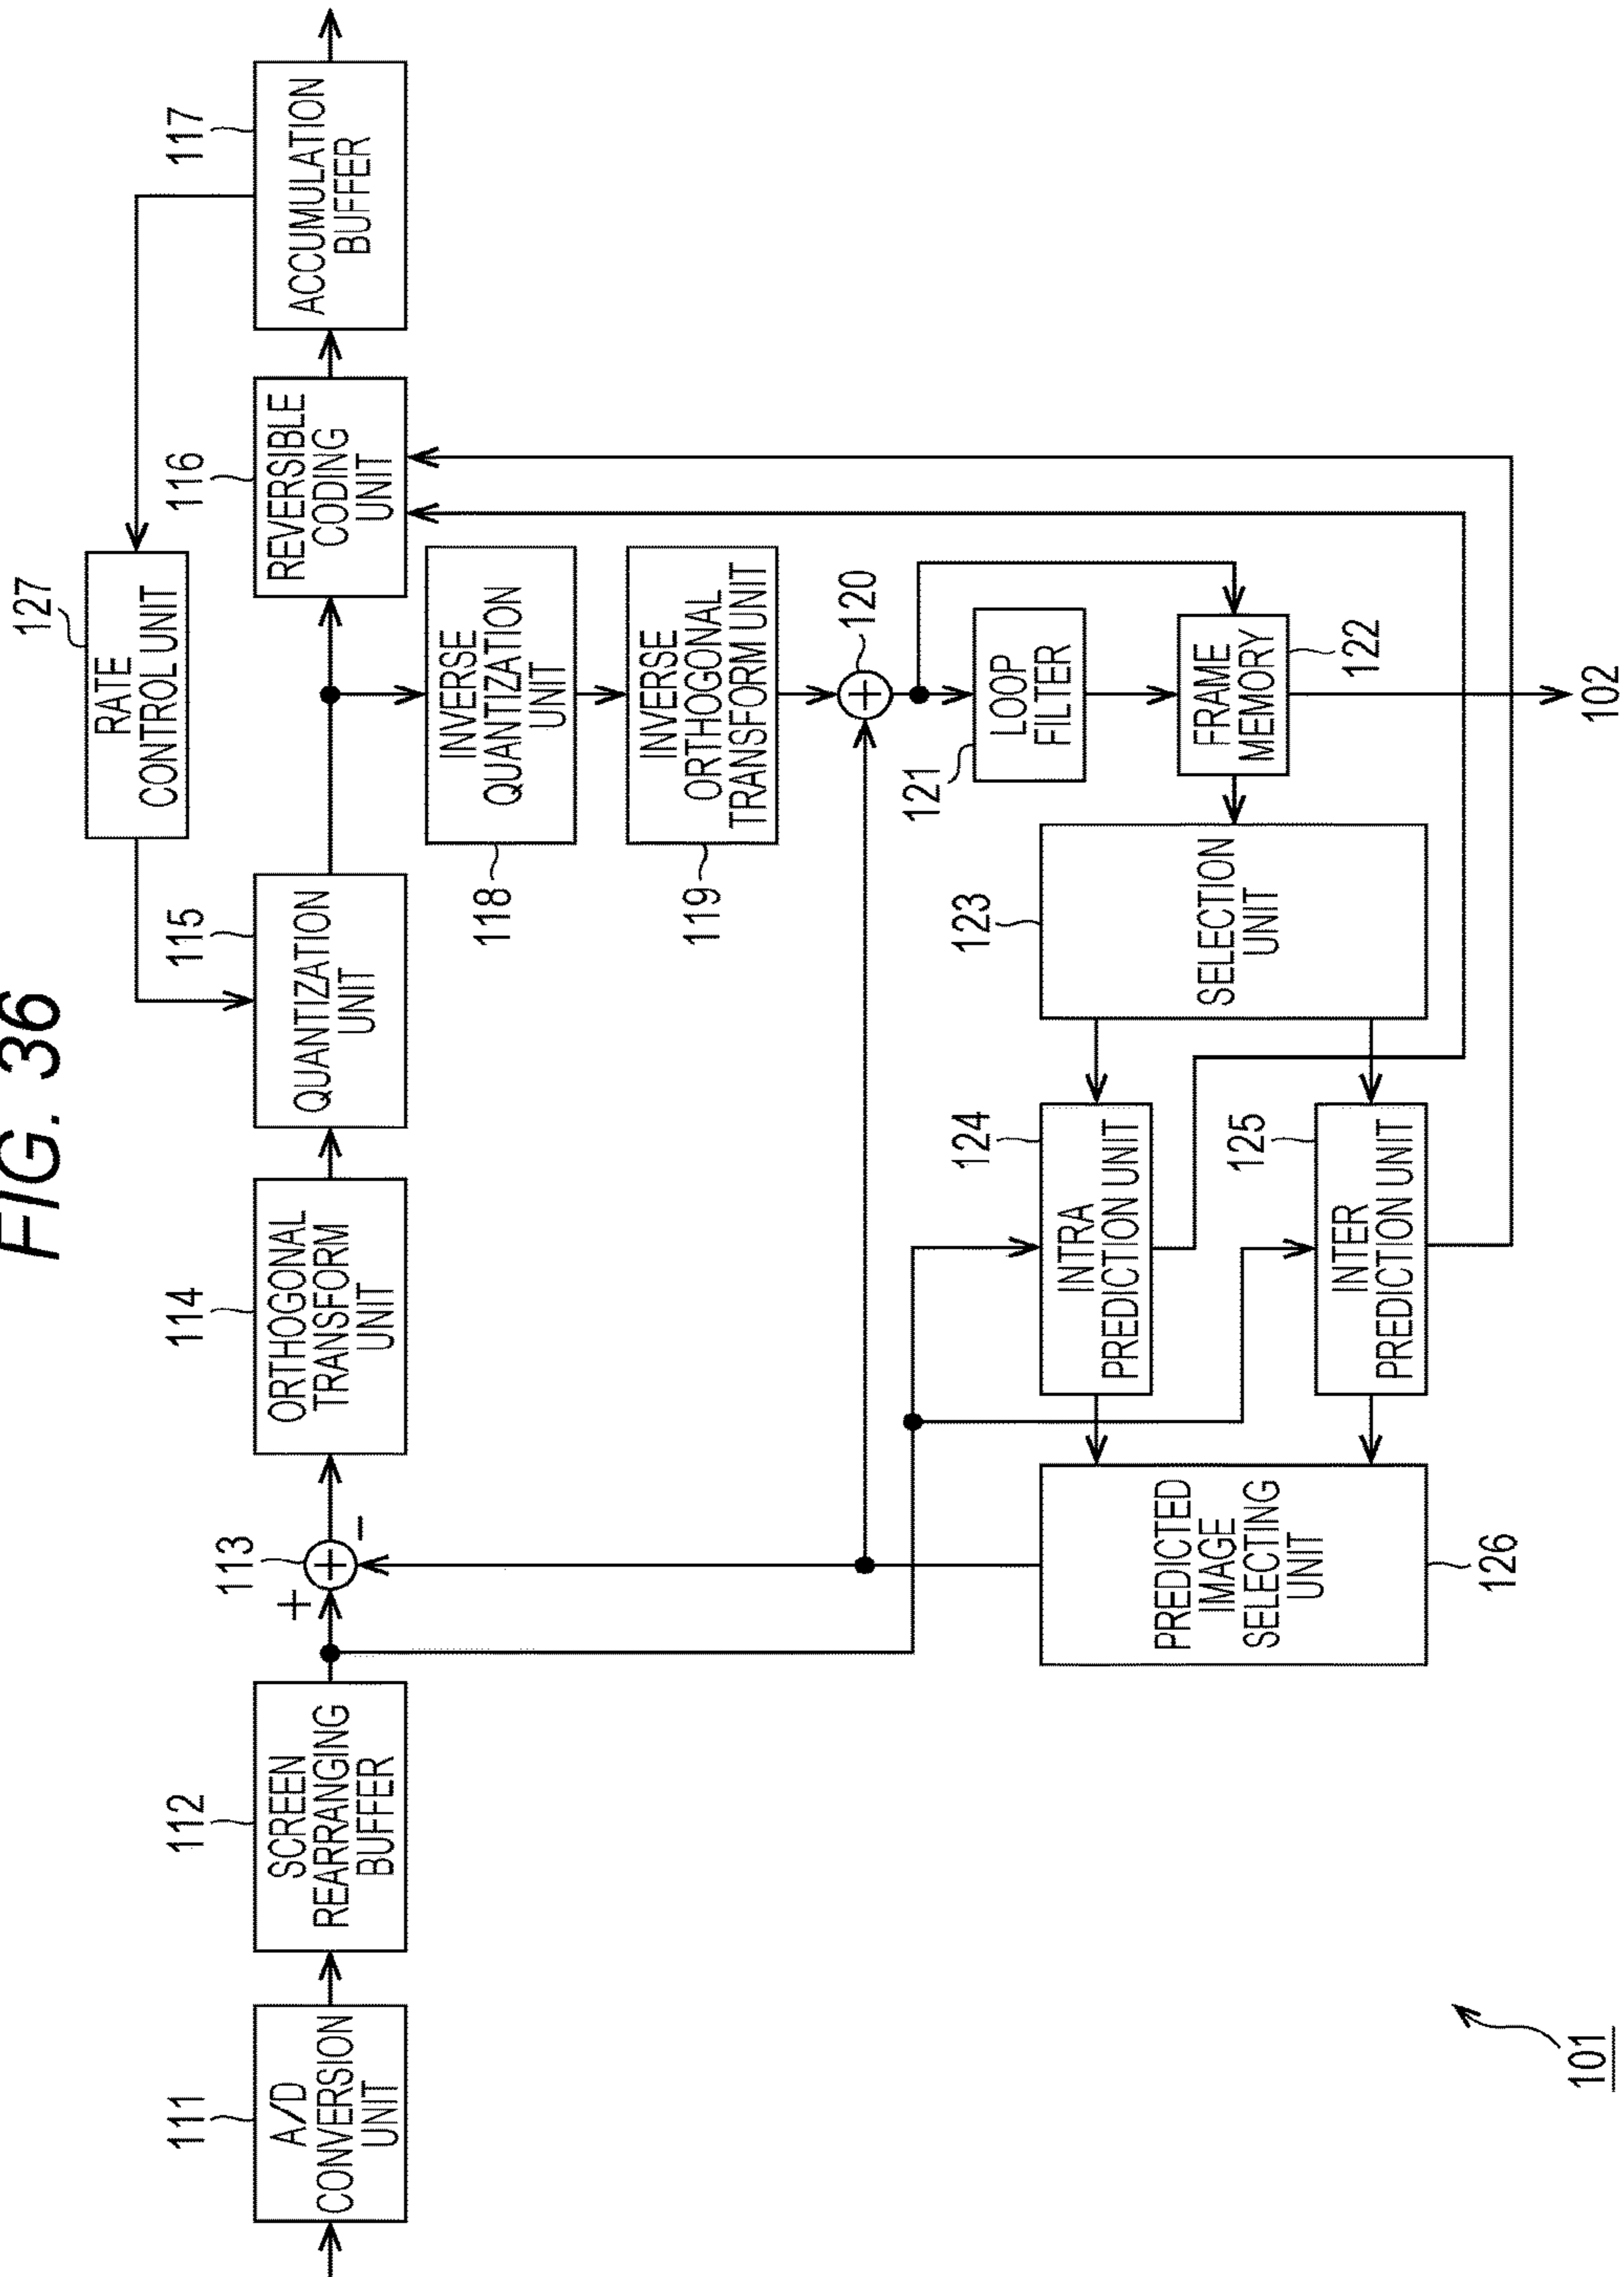 FIG. 36
127
RATE
CONTROL UNIT
111
A/D
CONVERSION
UNIT
112
SCREEN
REARRANGING
BUFFER
113
+
−
114
ORTHOGONAL
TRANSFORM
UNIT
115
QUANTIZATION
UNIT
116
REVERSIBLE
CODING
UNIT
117
ACCUMULATION
BUFFER
118
INVERSE
QUANTIZATION
UNIT
119
INVERSE
ORTHOGONAL
TRANSFORM UNIT
120
+
121
LOOP
FILTER
122
FRAME
MEMORY
123
SELECTION
UNIT
124
INTRA
PREDICTION UNIT
125
INTER
PREDICTION UNIT
126
PREDICTED
IMAGE
SELECTING
UNIT
101
102